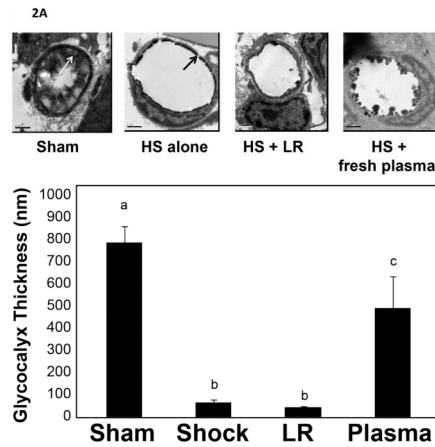 2A
Sham
HS alone
HS + LR
HS +
fresh plasma
Glycocalyx Thickness (nm)
1000
900
800
700
600
500
400
300
200
100
0
a
b
b
c
Sham
Shock
LR
Plasma